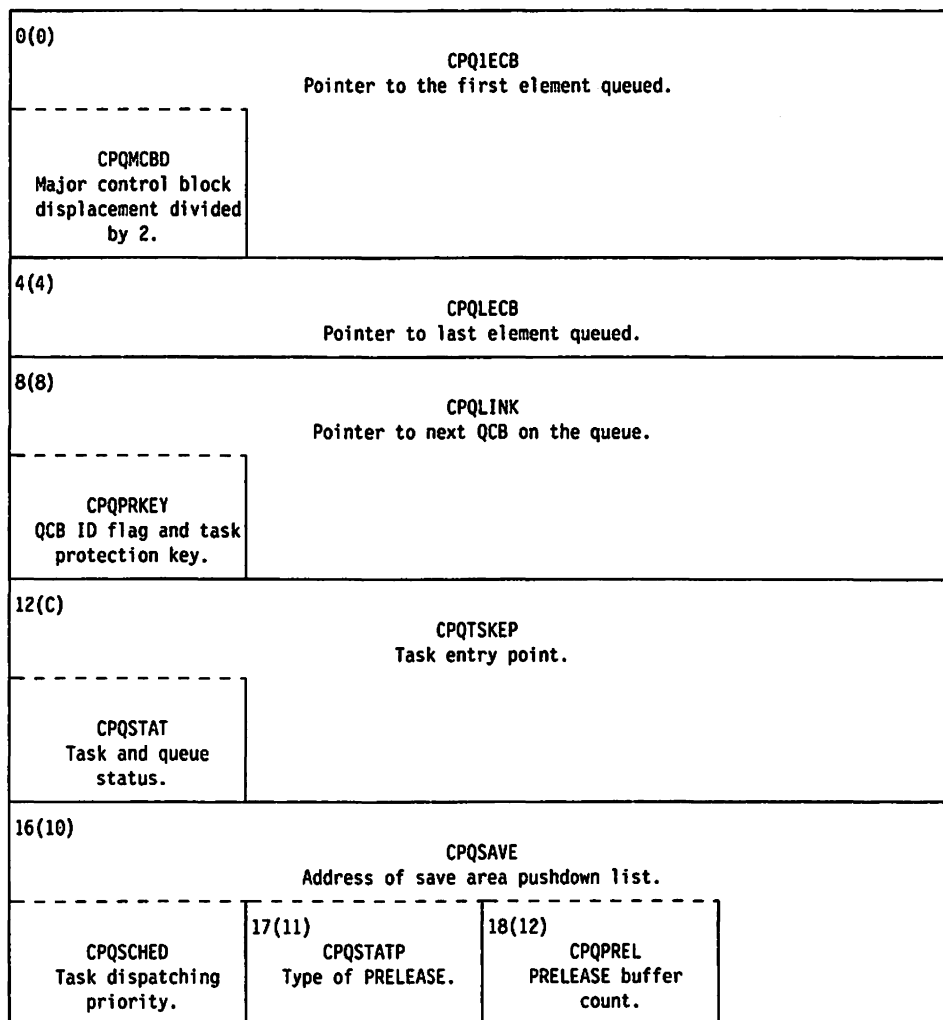 0(0)
CPQ1ECB
Pointer to the first element queued.
CPQMCBD
Major control block
displacement divided
by 2.
4(4)
CPQLECB
Pointer to last element queued.
8(8)
CPQLINK
Pointer to next QCB on the queue.
CPQPRKEY
QCB ID flag and task
protection key.
12(C)
CPQTSKEP
Task entry point.
CPQSTAT
Task and queue
status.
16(10)
CPQSAVE
Address of save area pushdown list.
CPQSCHED
Task dispatching
priority.
17(11)
CPQSTATP
Type of PRELEASE.
18(12)
CPQPREL
PRELEASE buffer
count.